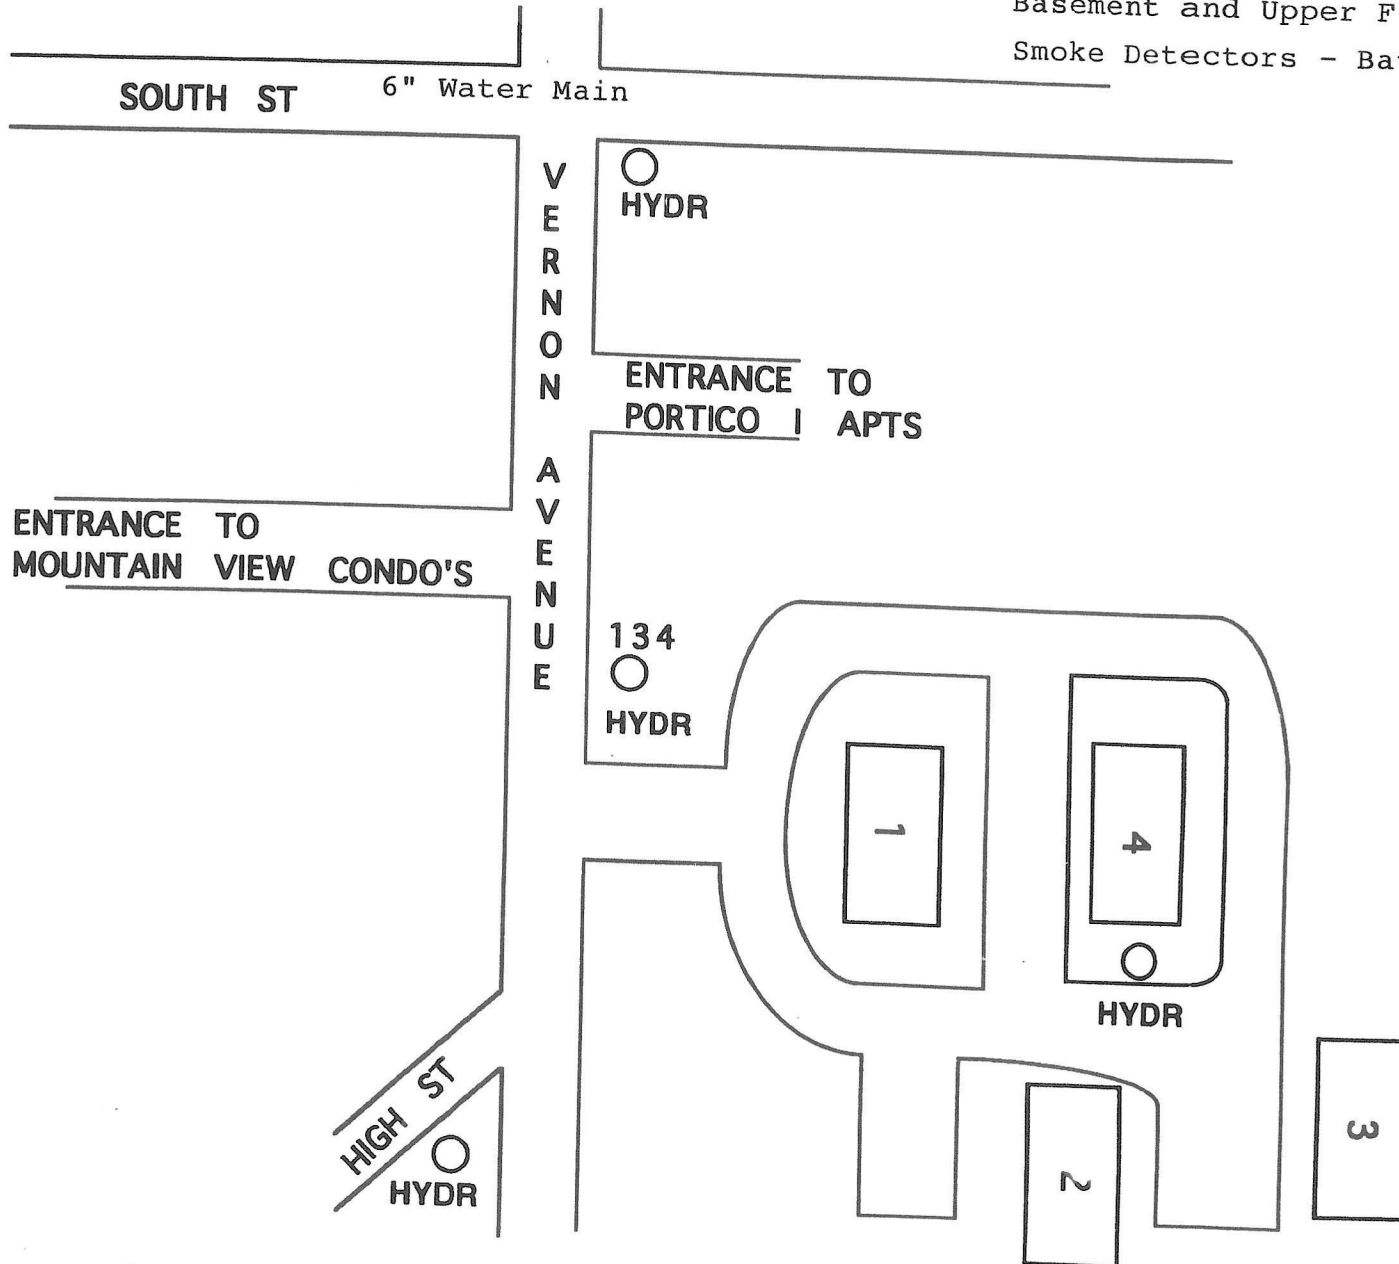 Basement and Upper F
Smoke Detectors - Ba
SOUTH ST
6" Water Main
VERNON AVENUE
HYDR
ENTRANCE TO
PORTICO I APTS
ENTRANCE TO
MOUNTAIN VIEW CONDO'S
134
HYDR
1
4
HYDR
HIGH ST
HYDR
2
3